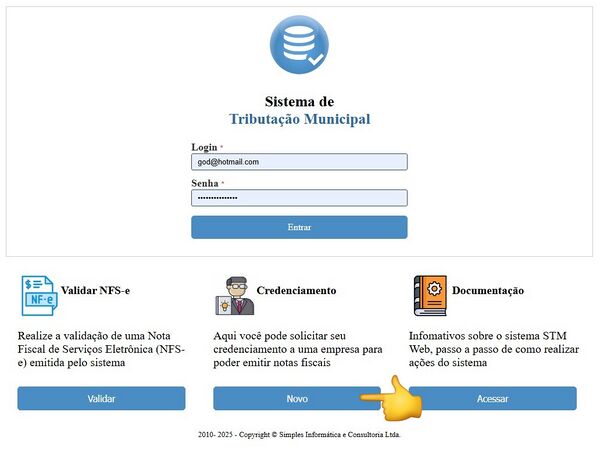 Sistema de
Tributação Municipal
Login *
god@hotmail.com
Senha *
•••••••••••••••
Entrar
Validar NFS-e
Realize a validação de uma Nota
Fiscal de Serviços Eletrônica (NFS-
e) emitida pelo sistema
Validar
Credenciamento
Aqui você pode solicitar seu
credenciamento a uma empresa para
poder emitir notas fiscais
Novo
Documentação
Infomativos sobre o sistema STM
Web, passo a passo de como realizar
ações do sistema
Acessar
NF-e
2010- 2025 - Copyright © Simples Informática e Consultoria Ltda.